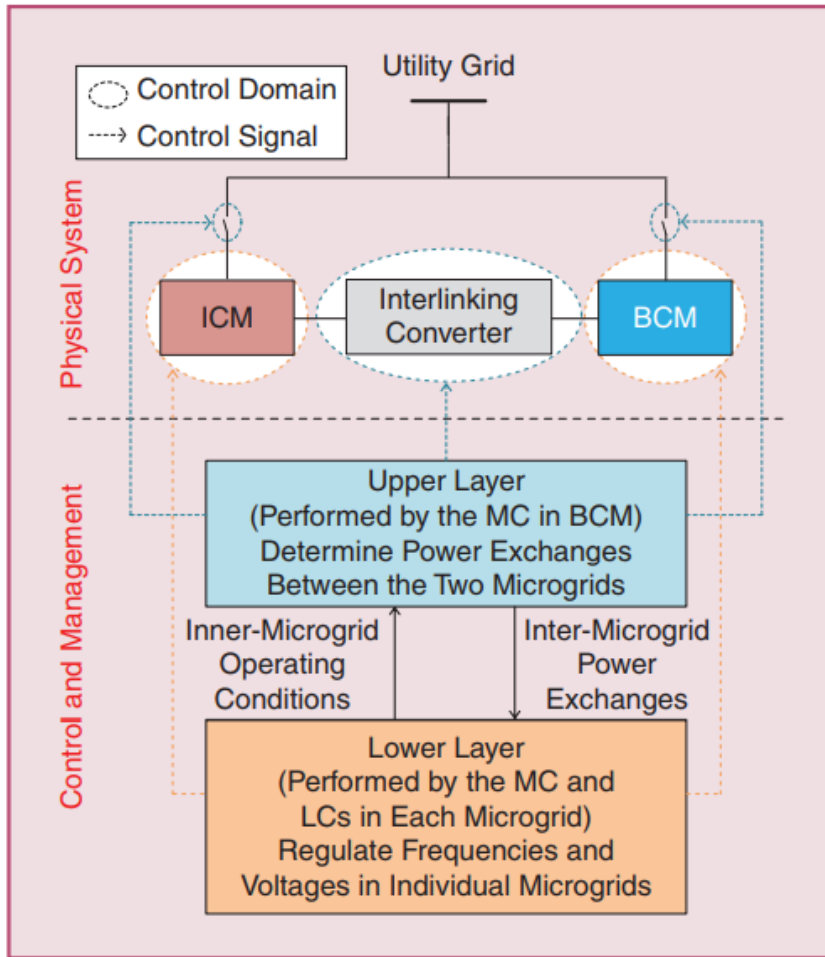 Utility Grid
Control Domain
Control Signal
Physical System
ICM
Interlinking
Converter
BCM
Control and Management
Upper Layer
(Performed by the MC in BCM)
Determine Power Exchanges
Between the Two Microgrids
Inner-Microgrid
Operating
Conditions
Inter-Microgrid
Power
Exchanges
Lower Layer
(Performed by the MC and
LCs in Each Microgrid)
Regulate Frequencies and
Voltages in Individual Microgrids